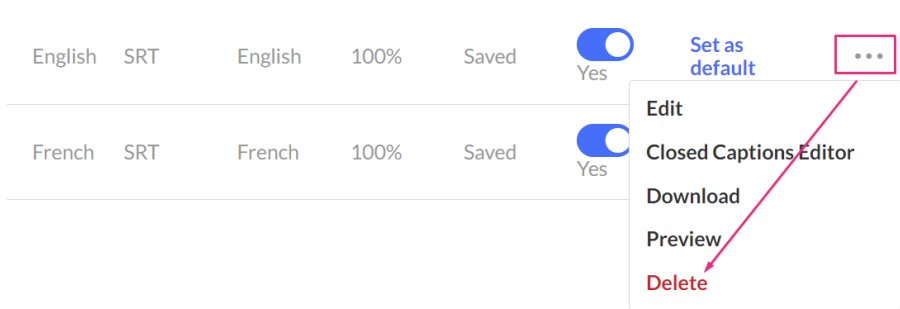 English SRT English 100% Saved Yes Set as default •••
French SRT French 100% Saved Yes
Edit
Closed Captions Editor
Download
Preview
Delete